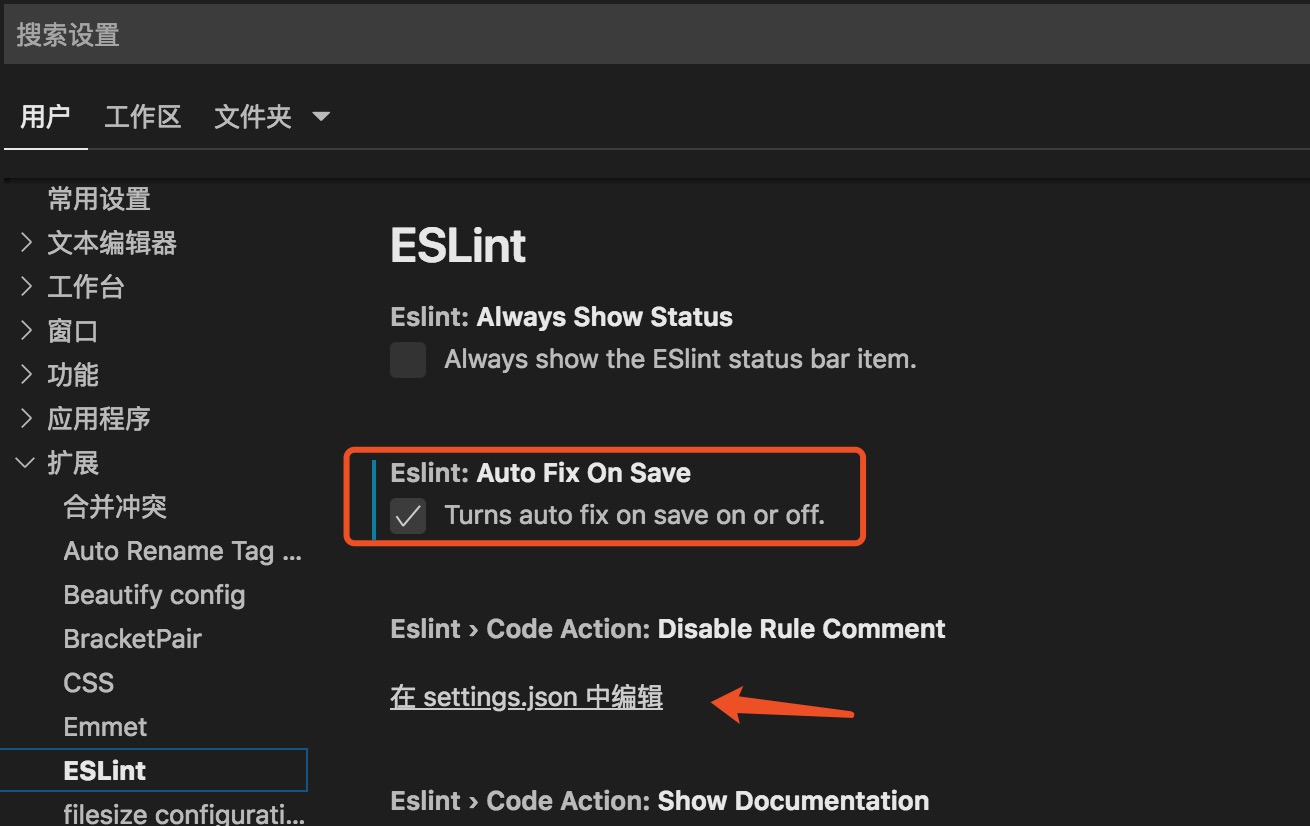 搜索设置
用户
工作区
文件夹
常用设置
文本编辑器
工作台
窗口
功能
应用程序
扩展
合并冲突
Auto Rename Tag ...
Beautify config
BracketPair
CSS
Emmet
ESLint
filesize configurati...
ESLint
Eslint: Always Show Status
Always show the ESlint status bar item.
Eslint: Auto Fix On Save
Turns auto fix on save on or off.
Eslint › Code Action: Disable Rule Comment
在 settings.json 中编辑
Eslint › Code Action: Show Documentation